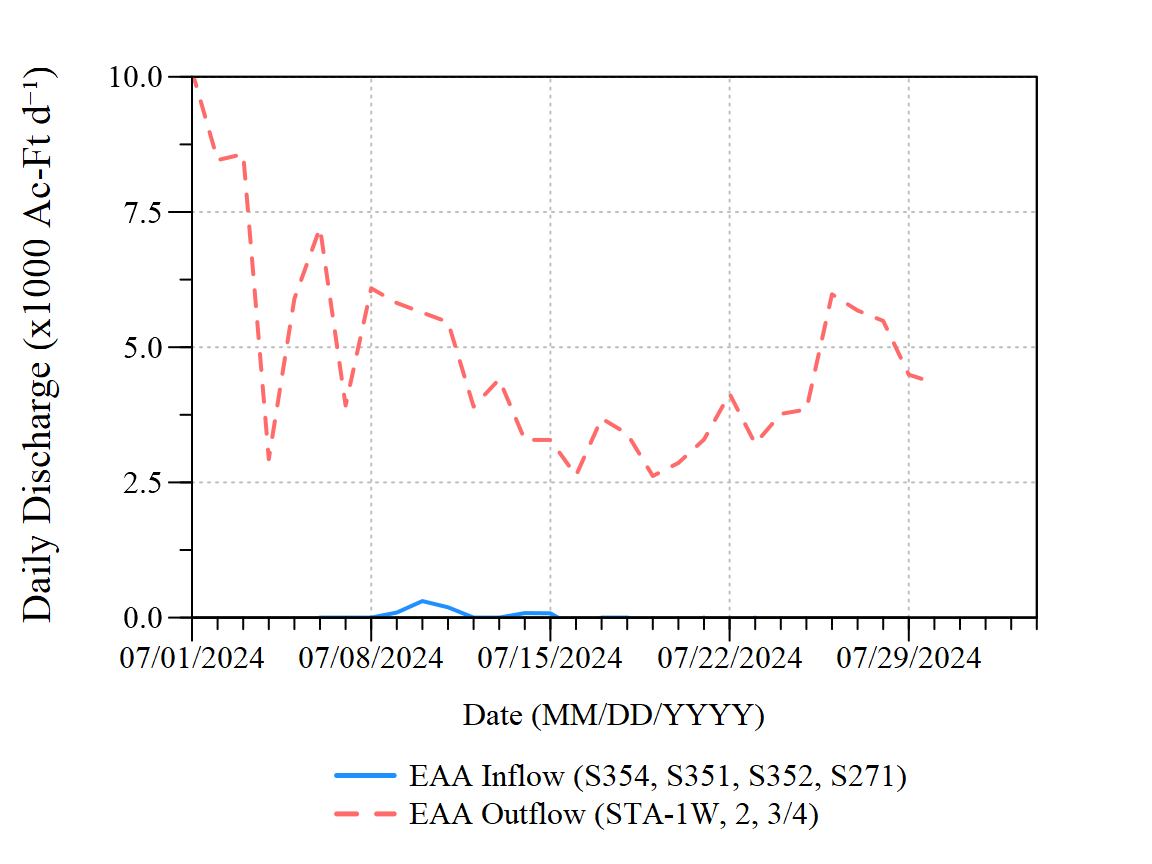 Daily Discharge (x1000 Ac-Ft d⁻¹)
10.0
7.5
5.0
2.5
0.0
07/01/2024 07/08/2024 07/15/2024 07/22/2024 07/29/2024
Date (MM/DD/YYYY)
EAA Inflow (S354, S351, S352, S271)
EAA Outflow (STA-1W, 2, 3/4)